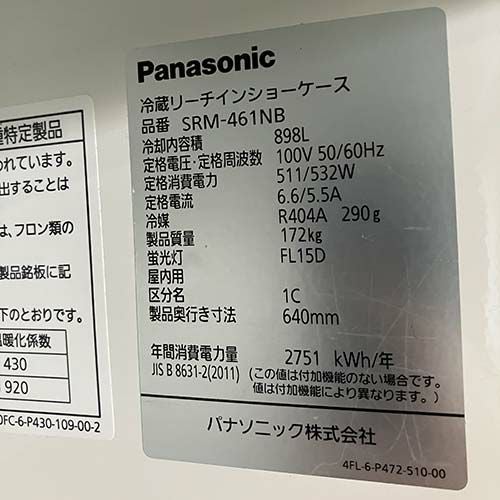 種特定製品
われています。
出することは
は、フロン類の
製品銘板に記
下のとおりです。
暖化係数
430
920
0FC-6-P430-109-00-2
Panasonic
冷蔵リーチインショーケース
品番 SRM-461NB
冷却内容積 898L
定格電圧・定格周波数 100V 50/60Hz
定格消費電力 511/532W
定格電流 6.6/5.5A
冷媒 R404A 290g
製品質量 172kg
蛍光灯 FL15D
屋内用
区分名 1C
製品奥行き寸法 640mm
年間消費電力量 2751 kWh/年
JIS B 8631-2(2011) (この値は付加機能のない場合です。
値は付加機能により異なります。)
パナソニック株式会社
4FL-6-P472-510-00